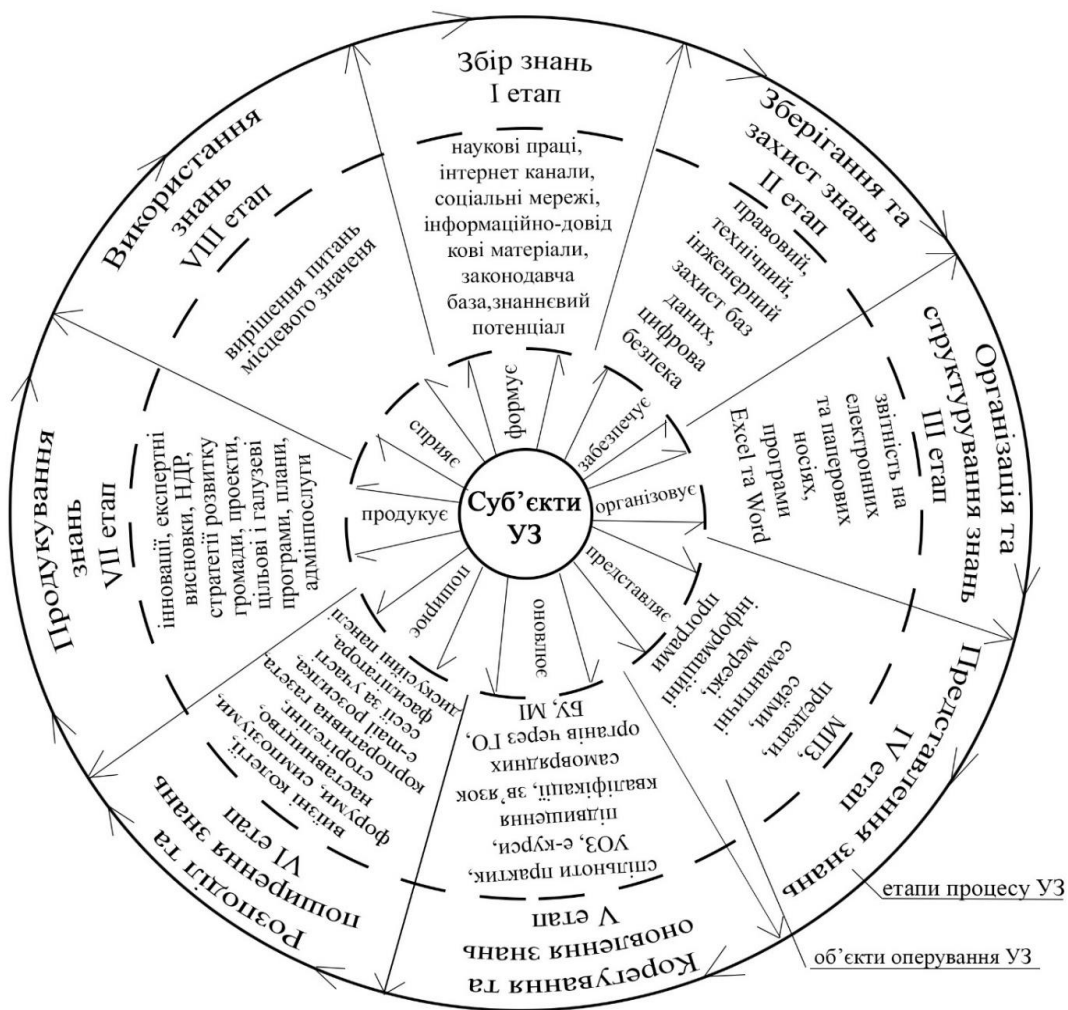 Збір знань
І етап
наукові праці,
інтернет канали,
соціальні мережі,
інформаційно-довід
кові матеріали,
законодавча
база,знаннєвий
потенціал
формує
Зберігання та
захист знань
ІІ етап
правовий,
технічний,
інженерний
захист баз
даних,
цифрова
безпека
забезпечує
Організація та
структурування знань
ІІІ етап
звітність на
електронних
та паперових
носіях,
програми
Excel та Word
організовує
Представлення знань
IV етап
МПЗ,
предкати,
сейми,
семантичні
мережі,
інформаційні
програми
представляє
Корегування та
оновлення знань
V етап
спільноти практик,
УОЗ, е-курси,
підвищення
кваліфікації, зв’язок
самоврядних
органів через ГО,
БУ, МІ
оновлює
Розподіл та
поширення знань
VI етап
виїзні колегії,
форуми, симпозіуми,
наставництво,
сторітелінг,
корпоративна газета,
e-mail розсилка,
сесії за участі
фасилітатора,
дискусійні панелі
поширює
Продукування
знань
VII етап
інновації, експертні
висновки, НДР,
стратегії розвитку
громади, проекти,
цільові і галузеві
програми, плани,
адмінпослуги
продукує
Використання
знань
VIII етап
вирішення питань
місцевого значеня
сприяє
Суб’єкти
УЗ
етапи процесу УЗ
об’єкти оперування УЗ